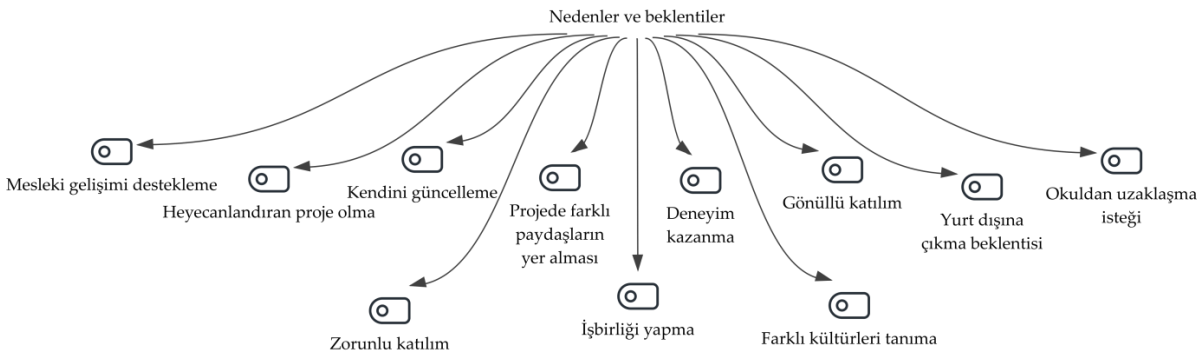 Nedenler ve beklentiler
Mesleki gelişimi destekleme
Heyecanlandıran proje olma
Kendini güncelleme
Projede farklı
paydaşların
yer alması
Deneyim
kazanma
Gönüllü katılım
Yurt dışına
çıkma beklentisi
Okuldan uzaklaşma
isteği
Zorunlu katılım
İşbirliği yapma
Farklı kültürleri tanıma